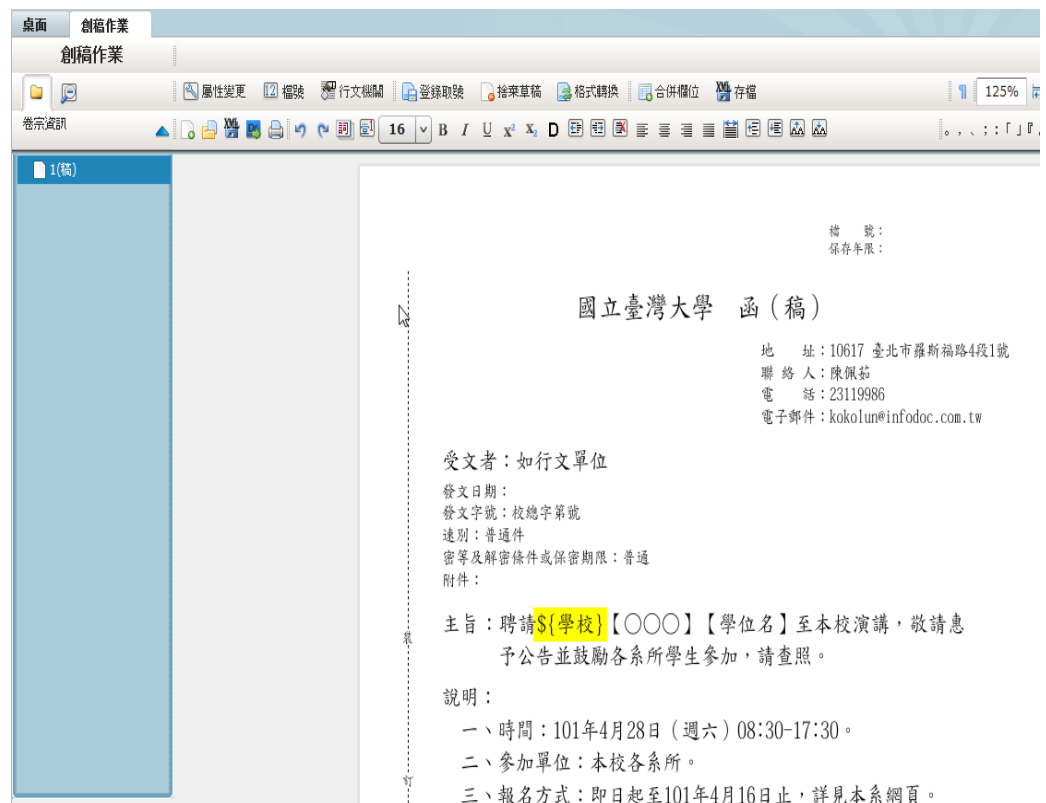 桌面 創稿作業
創稿作業
屬性變更 檔號 行文機關 登錄取號 捨棄草稿 格式轉換 合併欄位 存檔 125%
卷宗資訊
16 B I U x² X₂ D 。，、；：「」『
1(稿)
檔　號：
保存年限：
國立臺灣大學　函（稿）
地　址：10617 臺北市羅斯福路4段1號
聯 絡 人：陳佩茹
電　話：23119986
電子郵件：kokolun@infodoc.com.tw
受文者：如行文單位
發文日期：
發文字號：校總字第號
速別：普通件
密等及解密條件或保密期限：普通
附件：
主旨：聘請${學校}【○○○】【學位名】至本校演講，敬請惠
予公告並鼓勵各系所學生參加，請查照。
裝
說明：
一、時間：101年4月28日（週六）08:30-17:30。
二、參加單位：本校各系所。
訂
三、報名方式：即日起至101年4月16日止，詳見本系網頁。